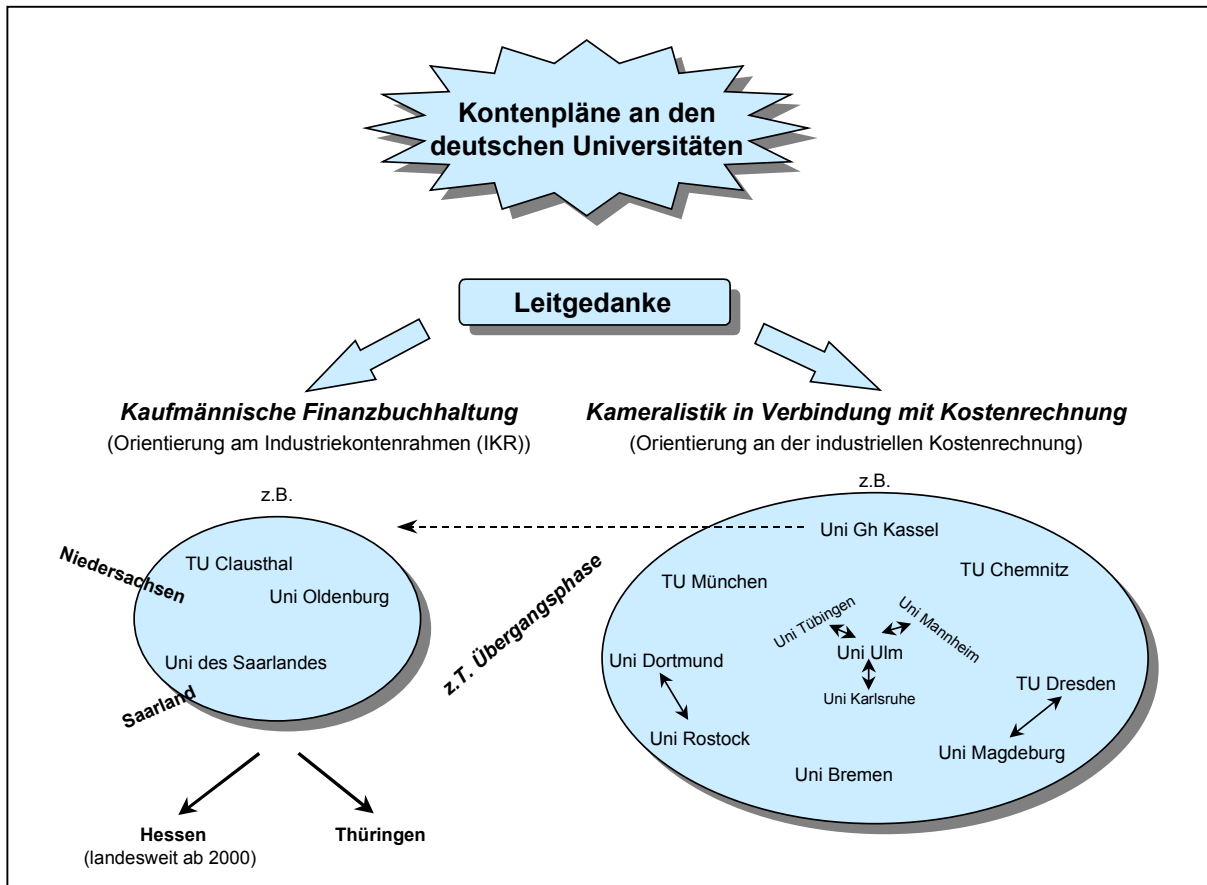 Kontenpläne an den
deutschen Universitäten
Leitgedanke
Kaufmännische Finanzbuchhaltung
(Orientierung am Industriekontenrahmen (IKR))
z.B.
Niedersachsen
TU Clausthal
Uni Oldenburg
Uni des Saarlandes
Saarland
Hessen
(landesweit ab 2000)
Thüringen
z.T. Übergangsphase
Kameralistik in Verbindung mit Kostenrechnung
(Orientierung an der industriellen Kostenrechnung)
z.B.
Uni Gh Kassel
TU München
TU Chemnitz
Uni Tübingen
Uni Mannheim
Uni Ulm
Uni Karlsruhe
Uni Dortmund
TU Dresden
Uni Rostock
Uni Magdeburg
Uni Bremen